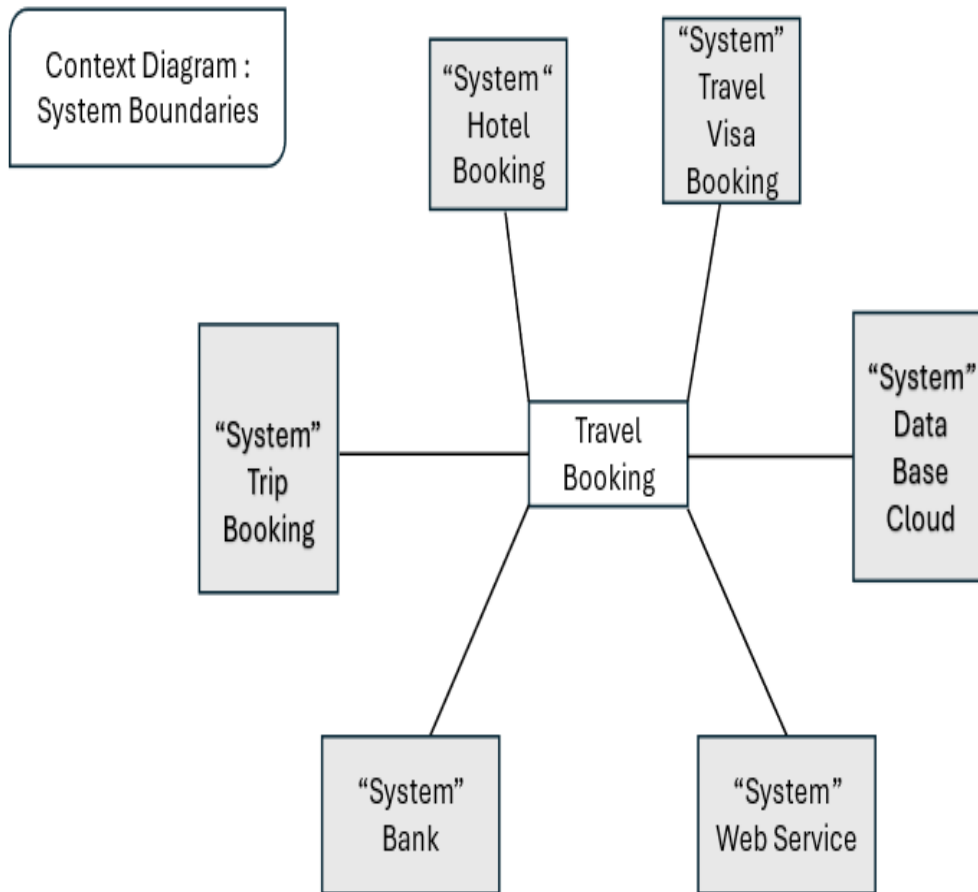 Context Diagram :
System Boundaries
“System “
Hotel
Booking
“System”
Travel
Visa
Booking
“System”
Trip
Booking
Travel
Booking
“System”
Data
Base
Cloud
“System”
Bank
“System”
Web Service